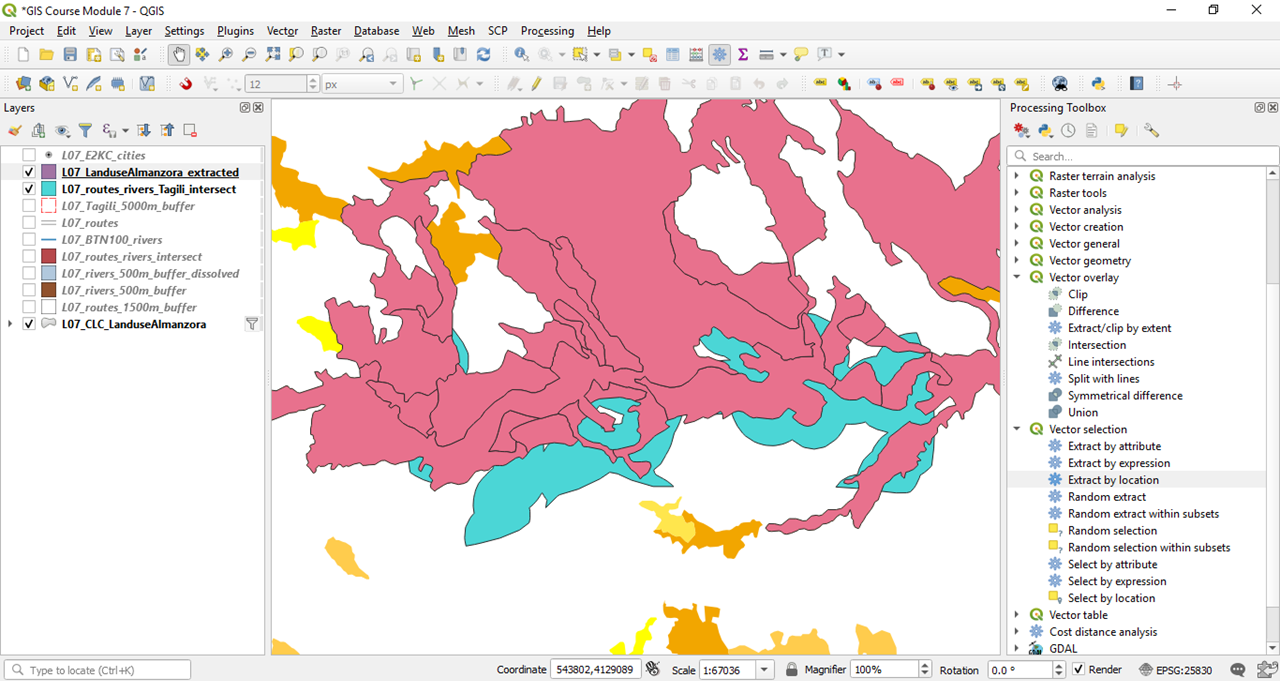 *GIS Course Module 7 - QGIS
Project Edit View Layer Settings Plugins Vector Raster Database Web Mesh SCP Processing Help
12 px
Layers
L07_E2KC_cities
L07_LanduseAlmanzora_extracted
L07_routes_rivers_Tagili_intersect
L07_Tagili_5000m_buffer
L07_routes
L07_BTN100_rivers
L07_routes_rivers_intersect
L07_rivers_500m_buffer_dissolved
L07_rivers_500m_buffer
L07_routes_1500m_buffer
L07_CLC_LanduseAlmanzora
Processing Toolbox
Search...
Raster terrain analysis
Raster tools
Vector analysis
Vector creation
Vector general
Vector geometry
Vector overlay
Clip
Difference
Extract/clip by extent
Intersection
Line intersections
Split with lines
Symmetrical difference
Union
Vector selection
Extract by attribute
Extract by expression
Extract by location
Random extract
Random extract within subsets
Random selection
Random selection within subsets
Select by attribute
Select by expression
Select by location
Vector table
Cost distance analysis
GDAL
Type to locate (Ctrl+K) Coordinate 543802,4129089 Scale 1:67036 Magnifier 100% Rotation 0.0 ° Render EPSG:25830